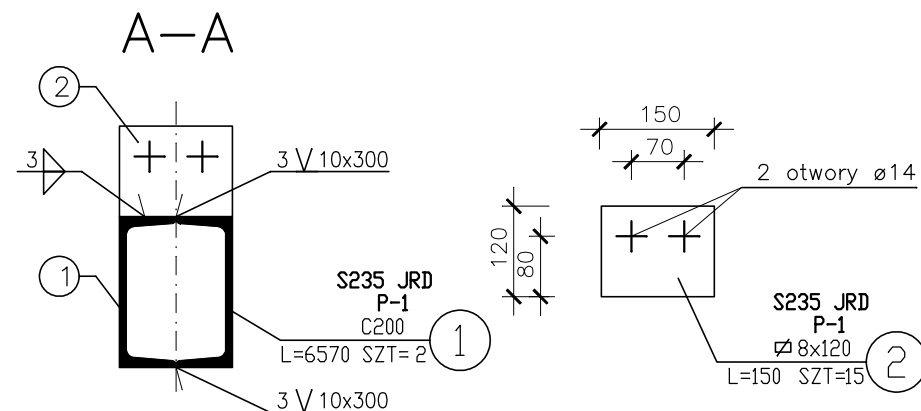 A-A
2
3
3 V 10x300
1
S235 JRD
P-1
C200
L=6570 SZT= 2
1
3 V 10x300
150
70
2 otwory ø14
120
80
S235 JRD
P-1
8x120
L=150 SZT=15
2